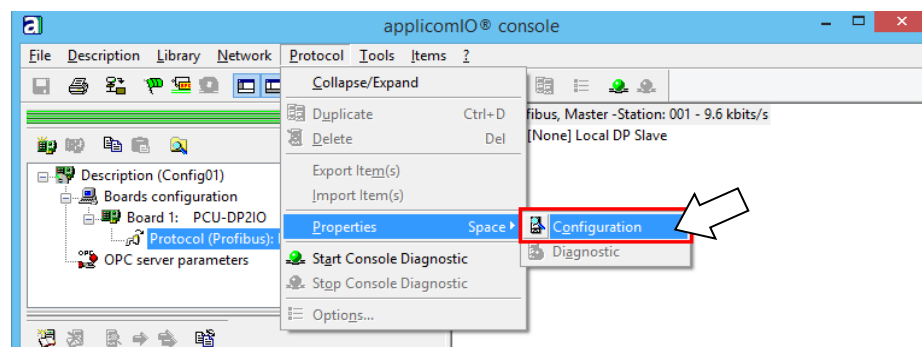 a
applicomIO® console
File Description Library Network Protocol Tools Items ?
Collapse/Expand
Duplicate Ctrl+D
Delete Del
Export Item(s)
Import Item(s)
Properties Space
Start Console Diagnostic
Stop Console Diagnostic
Options...
Configuration
Diagnostic
fibus, Master -Station: 001 - 9.6 kbits/s
[None] Local DP Slave
Description (Config01)
Boards configuration
Board 1: PCU-DP2IO
Protocol (Profibus):
OPC server parameters